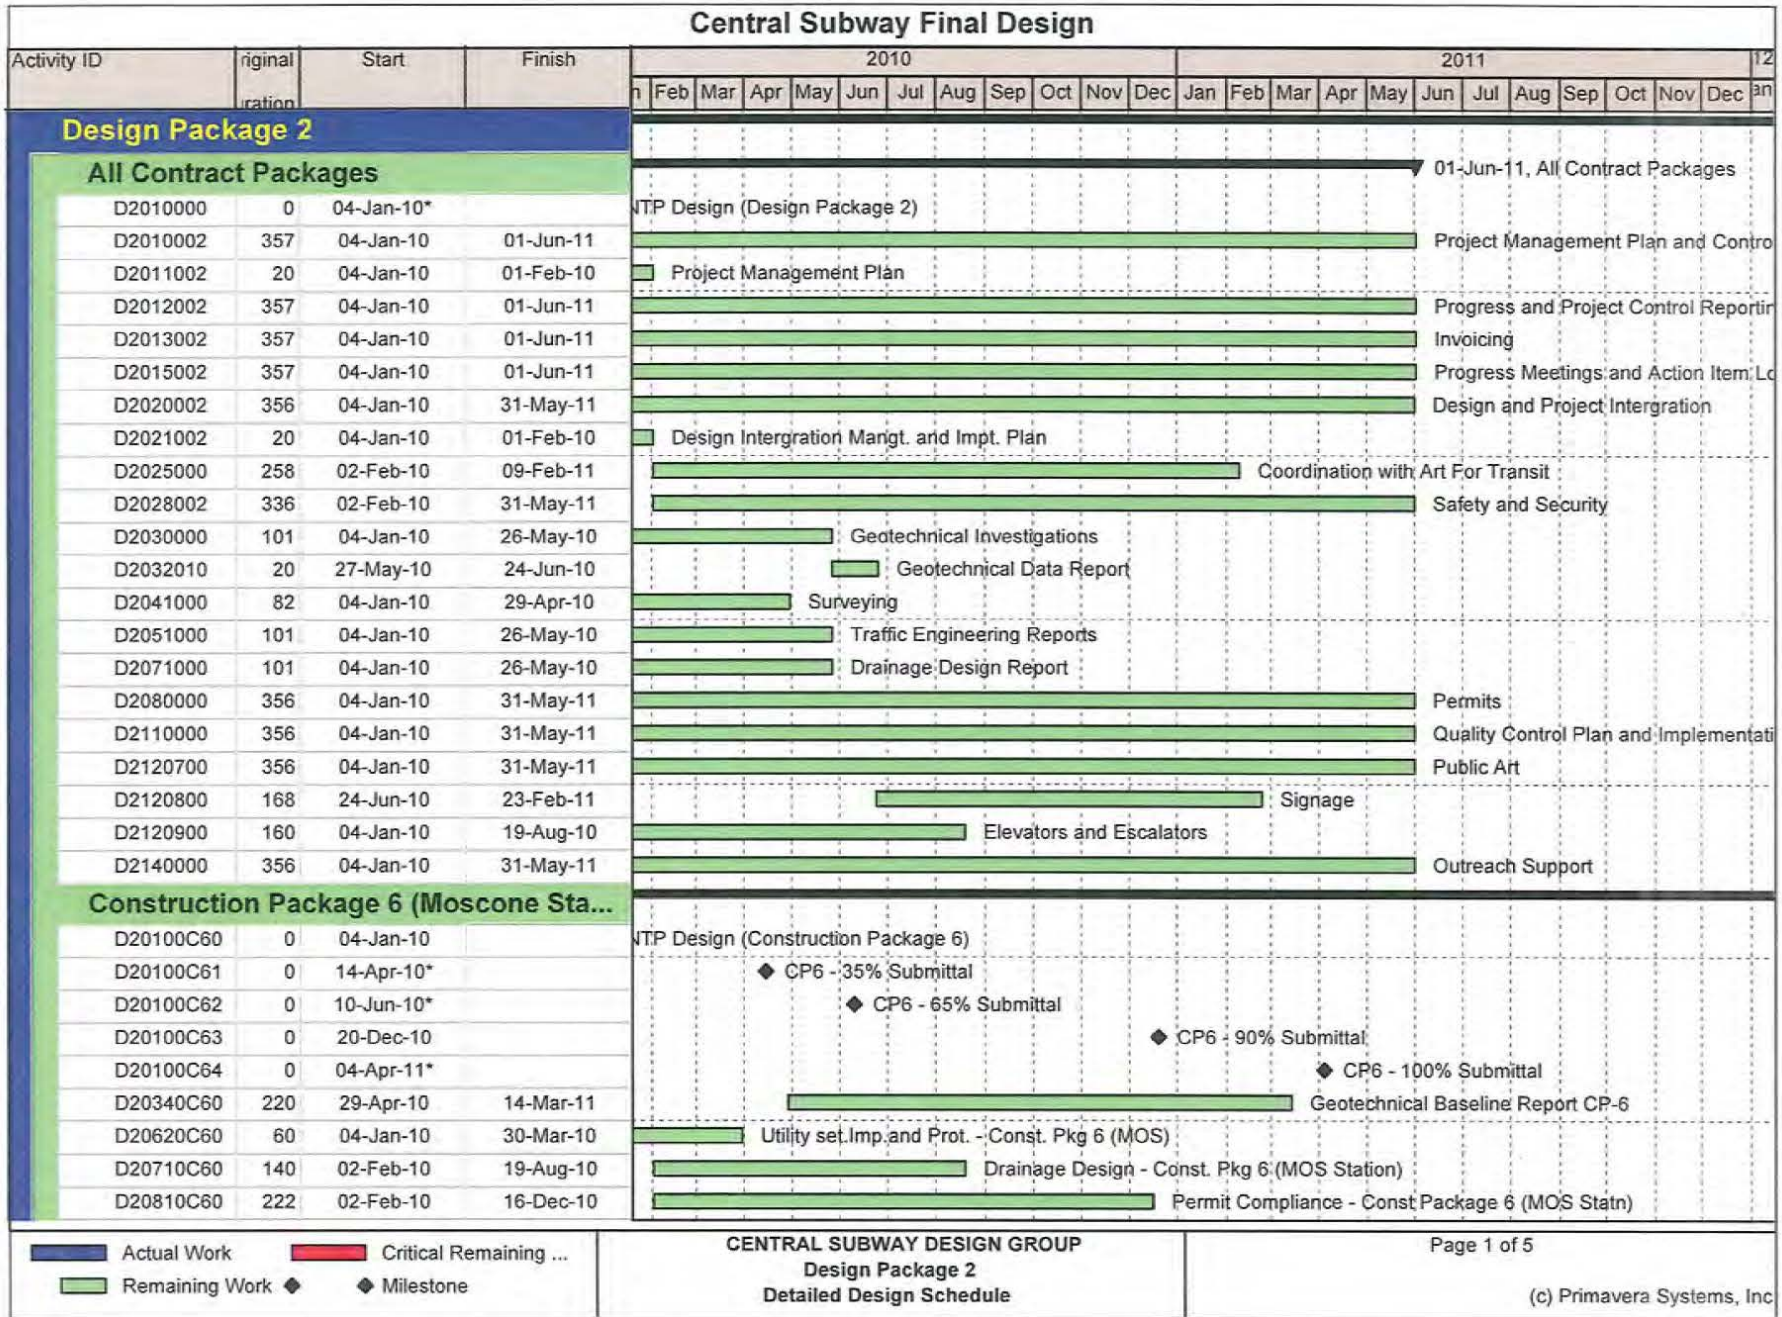 Central Subway Final Design
Activity ID riginal Start Finish 2010 2011 12
uration n Feb Mar Apr May Jun Jul Aug Sep Oct Nov Dec Jan Feb Mar Apr May Jun Jul Aug Sep Oct Nov Dec an
Design Package 2
All Contract Packages 01-Jun-11, All Contract Packages
D2010000 0 04-Jan-10* NTP Design (Design Package 2)
D2010002 357 04-Jan-10 01-Jun-11 Project Management Plan and Contro
D2011002 20 04-Jan-10 01-Feb-10 Project Management Plan
D2012002 357 04-Jan-10 01-Jun-11 Progress and Project Control Reportin
D2013002 357 04-Jan-10 01-Jun-11 Invoicing
D2015002 357 04-Jan-10 01-Jun-11 Progress Meetings and Action Item Lo
D2020002 356 04-Jan-10 31-May-11 Design and Project Intergration
D2021002 20 04-Jan-10 01-Feb-10 Design Intergration Mangt. and Impt. Plan
D2025000 258 02-Feb-10 09-Feb-11 Coordination with Art For Transit
D2028002 336 02-Feb-10 31-May-11 Safety and Security
D2030000 101 04-Jan-10 26-May-10 Geotechnical Investigations
D2032010 20 27-May-10 24-Jun-10 Geotechnical Data Report
D2041000 82 04-Jan-10 29-Apr-10 Surveying
D2051000 101 04-Jan-10 26-May-10 Traffic Engineering Reports
D2071000 101 04-Jan-10 26-May-10 Drainage Design Report
D2080000 356 04-Jan-10 31-May-11 Permits
D2110000 356 04-Jan-10 31-May-11 Quality Control Plan and Implementati
D2120700 356 04-Jan-10 31-May-11 Public Art
D2120800 168 24-Jun-10 23-Feb-11 Signage
D2120900 160 04-Jan-10 19-Aug-10 Elevators and Escalators
D2140000 356 04-Jan-10 31-May-11 Outreach Support
Construction Package 6 (Moscone Sta...
D20100C60 0 04-Jan-10 NTP Design (Construction Package 6)
D20100C61 0 14-Apr-10* CP6 - 35% Submittal
D20100C62 0 10-Jun-10* CP6 - 65% Submittal
D20100C63 0 20-Dec-10 CP6 - 90% Submittal
D20100C64 0 04-Apr-11* CP6 - 100% Submittal
D20340C60 220 29-Apr-10 14-Mar-11 Geotechnical Baseline Report CP-6
D20620C60 60 04-Jan-10 30-Mar-10 Utility set.Imp.and Prot. - Const. Pkg 6 (MOS)
D20710C60 140 02-Feb-10 19-Aug-10 Drainage Design - Const. Pkg 6 (MOS Station)
D20810C60 222 02-Feb-10 16-Dec-10 Permit Compliance - Const Package 6 (MOS Statn)
Actual Work Critical Remaining ...
Remaining Work Milestone
CENTRAL SUBWAY DESIGN GROUP
Design Package 2
Detailed Design Schedule
Page 1 of 5
(c) Primavera Systems, Inc